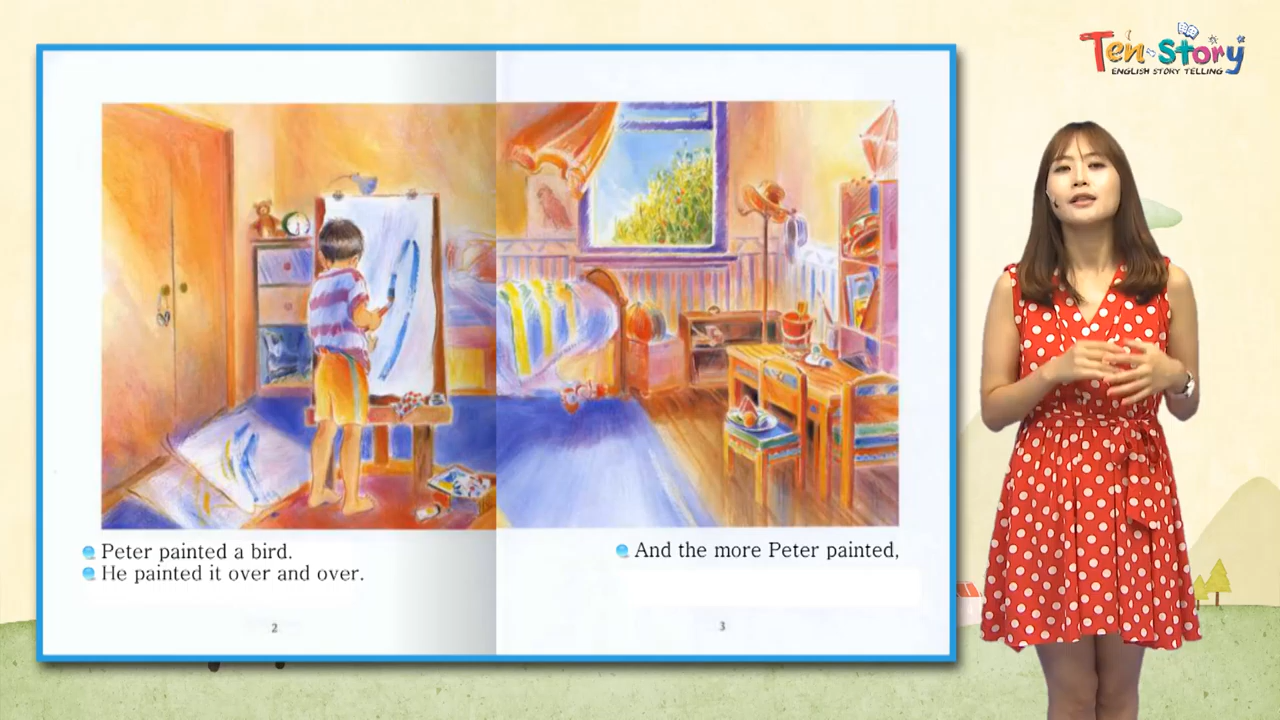 Ten Story
ENGLISH STORY TELLING
Peter painted a bird.
He painted it over and over.
And the more Peter painted,
2
3